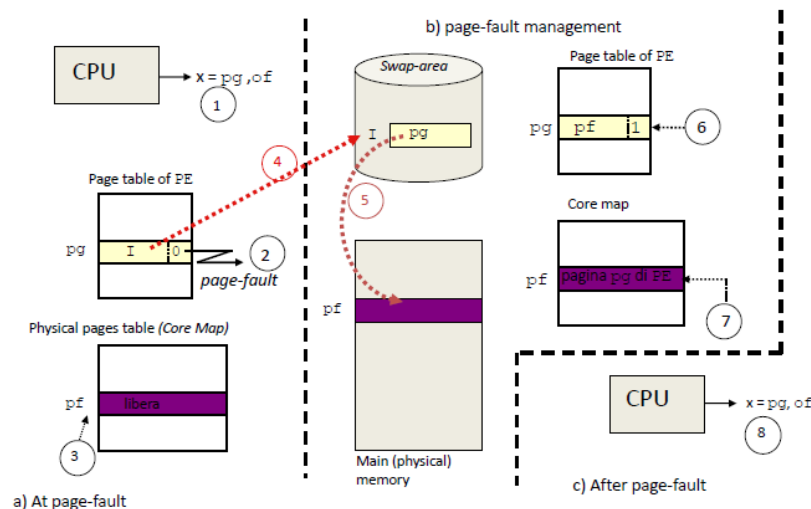 CPU
x = pg ,of
1
Page table of PE
pg I 0
2
page-fault
Physical pages table (Core Map)
pf libera
3
a) At page-fault
b) page-fault management
Swap-area
I pg
4
5
pf
Main (physical)
memory
Page table of PE
pg pf 1
6
Core map
pf pagina pg di PE
7
CPU
x = pg, of
8
c) After page-fault